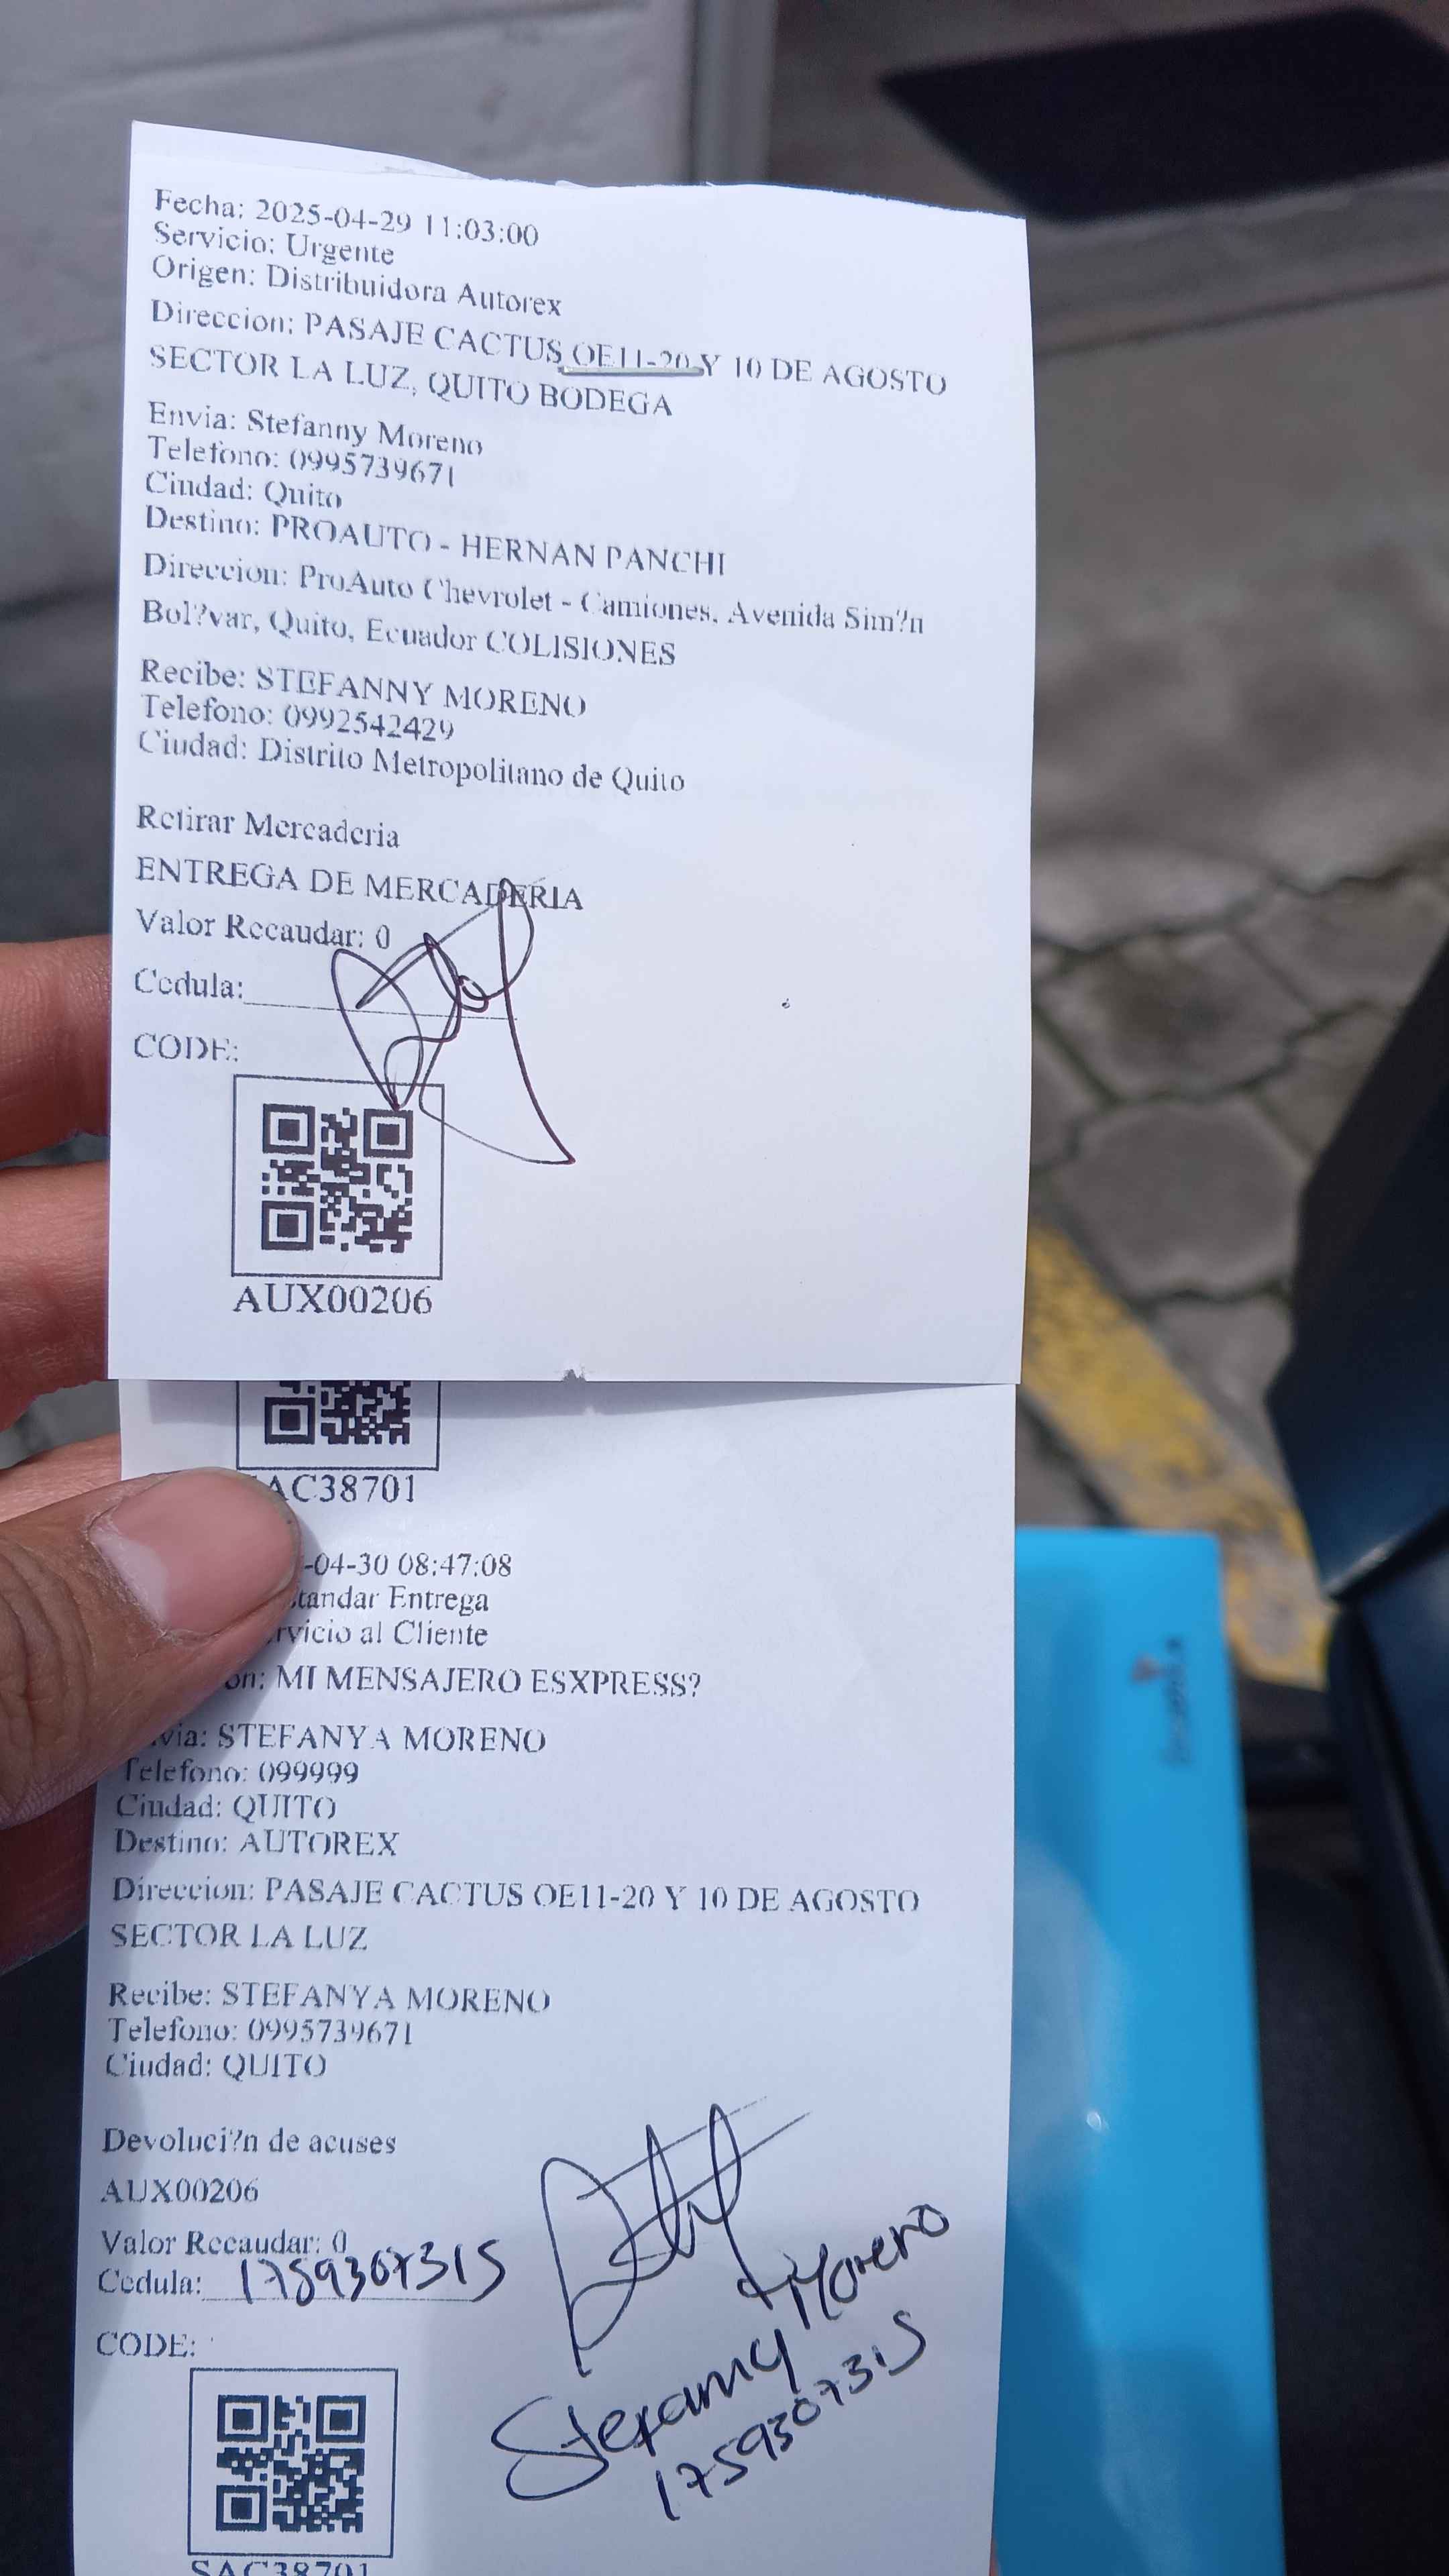 Fecha: 2025-04-29 11:03:00
Servicio: Urgente
Origen: Distribuidora Autorex
Direccion: PASAJE CACTUS OE11-20 Y 10 DE AGOSTO
SECTOR LA LUZ, QUITO BODEGA
Envia: Stefanny Moreno
Telefono: 0995739671
Ciudad: Quito
Destino: PROAUTO - HERNAN PANCHI
Direccion: ProAuto Chevrolet - Camiones, Avenida Sim?n
Bol?var, Quito, Ecuador COLISIONES
Recibe: STEFANNY MORENO
Telefono: 0992542429
Ciudad: Distrito Metropolitano de Quito
Retirar Mercaderia
ENTREGA DE MERCADERIA
Valor Recaudar: 0
Cedula:
CODE:
AUX00206
AC38701
-04-30 08:47:08
tandar Entrega
rvicio al Cliente
on: MI MENSAJERO ESXPRESS?
via: STEFANYA MORENO
Telefono: 099999
Ciudad: QUITO
Destino: AUTOREX
Direccion: PASAJE CACTUS OE11-20 Y 10 DE AGOSTO
SECTOR LA LUZ
Recibe: STEFANYA MORENO
Telefono: 0995739671
Ciudad: QUITO
Devoluci?n de acuses
AUX00206
Valor Recaudar: 0
Cedula: 1759307315
Stefanny Moreno
1759307315
CODE:
SAC38701